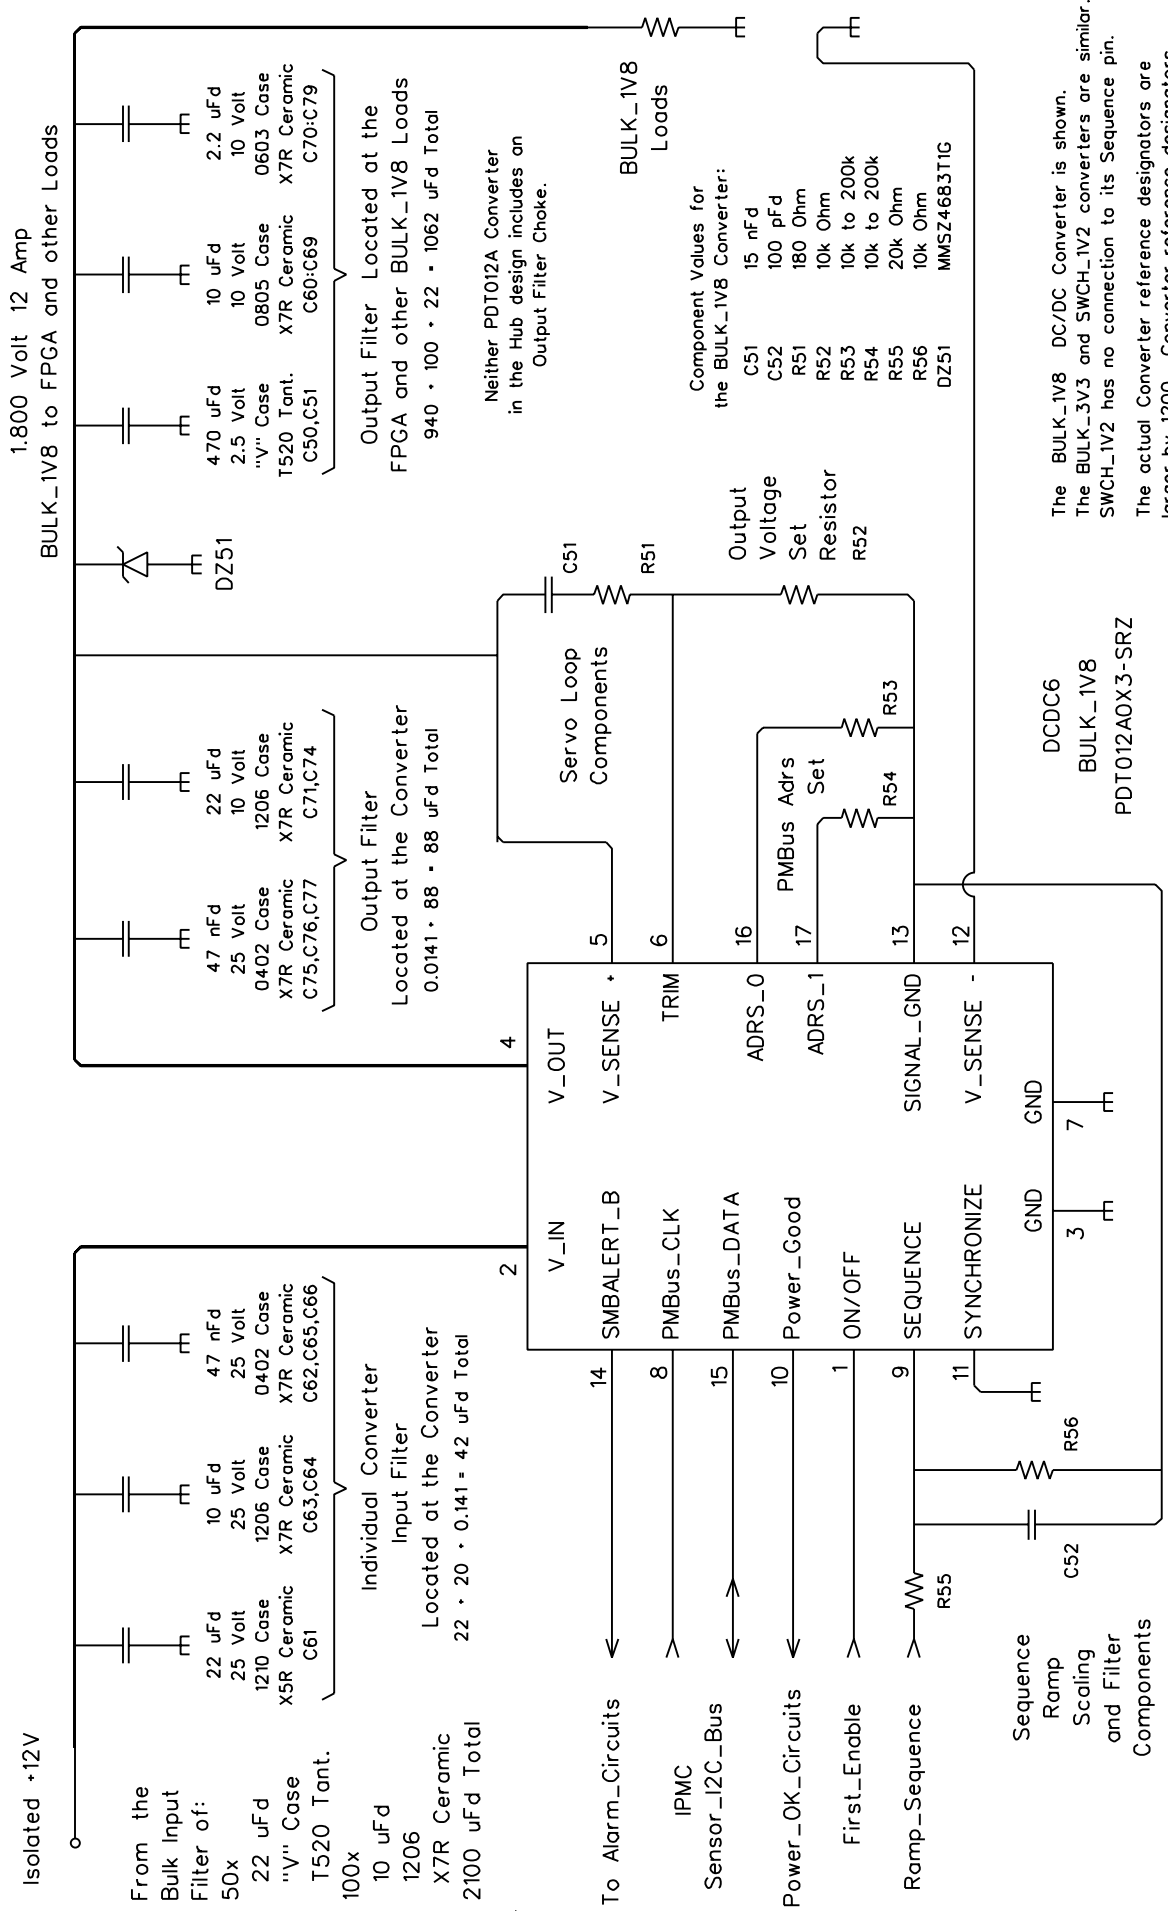 Isolated +12V
From the
Bulk Input
Filter of:
50x
22 uFd
"V" Case
T520 Tant.
100x
10 uFd
1206
X7R Ceramic
2100 uFd Total
22 uFd
25 Volt
1210 Case
X5R Ceramic
C61
10 uFd
25 Volt
1206 Case
X7R Ceramic
C63,C64
47 nFd
25 Volt
0402 Case
X7R Ceramic
C62,C65,C66
Individual Converter
Input Filter
Located at the Converter
22 + 20 + 0.141 = 42 uFd Total
47 nFd
25 Volt
0402 Case
X7R Ceramic
C75,C76,C77
22 uFd
10 Volt
1206 Case
X7R Ceramic
C71,C74
Output Filter
Located at the Converter
0.0141 + 88 = 88 uFd Total
1.800 Volt 12 Amp
BULK_1V8 to FPGA and other Loads
DZ51
470 uFd
2.5 Volt
"V" Case
T520 Tant.
C50,C51
10 uFd
10 Volt
0805 Case
X7R Ceramic
C60:C69
2.2 uFd
10 Volt
0603 Case
X7R Ceramic
C70:C79
Output Filter Located at the
FPGA and other BULK_1V8 Loads
940 + 100 + 22 = 1062 uFd Total
Neither PDT012A Converter
in the Hub design includes an
Output Filter Choke.
BULK_1V8
Loads
2
4
V_IN
V_OUT
To Alarm_Circuits
14
SMBALERT_B
V_SENSE +
5
IPMC
Sensor_I2C_Bus
8
PMBus_CLK
TRIM
6
15
PMBus_DATA
ADRS_0
16
Power_OK_Circuits
10
Power_Good
ADRS_1
17
First_Enable
1
ON/OFF
Ramp_Sequence
R55
9
SEQUENCE
SIGNAL_GND
13
11
SYNCHRONIZE
V_SENSE -
12
GND
GND
3
7
Sequence
Ramp
Scaling
and Filter
Components
C52
R56
Servo Loop
Components
C51
R51
PMBus Adrs
Set
R54
R53
Output
Voltage
Set
Resistor
R52
Component Values for
the BULK_1V8 Converter:
C51 15 nFd
C52 100 pFd
R51 180 Ohm
R52 10k Ohm
R53 10k to 200k
R54 10k to 200k
R55 20k Ohm
R56 10k Ohm
DZ51 MMSZ4683T1G
DCDC6
BULK_1V8
PDT012A0X3-SRZ
The BULK_1V8 DC/DC Converter is shown.
The BULK_3V3 and SWCH_1V2 converters are similar.
SWCH_1V2 has no connection to its Sequence pin.
The actual Converter reference designators are
larger by 1200. Converter reference designators